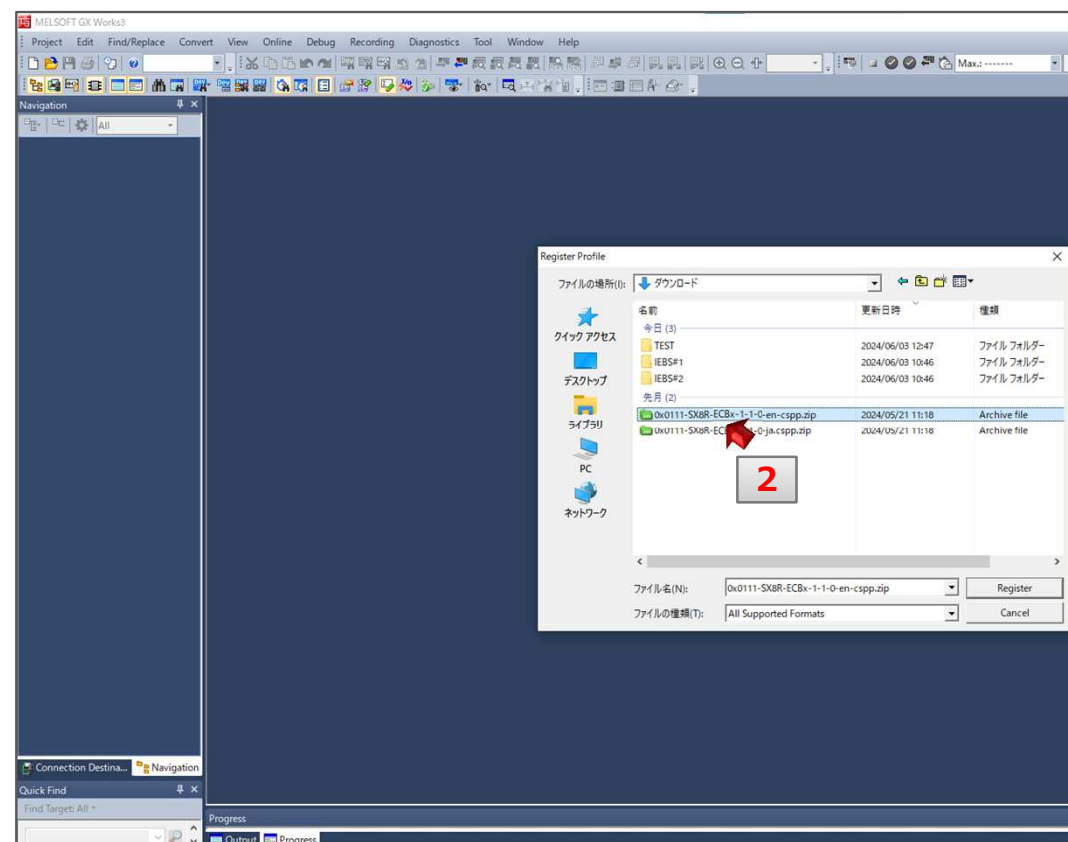 MELSOFT GX Works3
Project Edit Find/Replace Convert View Online Debug Recording Diagnostics Tool Window Help
Max.: -------
Navigation
All
Register Profile
ファイルの場所(I): ダウンロード
名前 更新日時 種類
今日 (3)
TEST 2024/06/03 12:47 ファイル フォルダー
IEBS#1 2024/06/03 10:46 ファイル フォルダー
IEBS#2 2024/06/03 10:46 ファイル フォルダー
先月 (2)
0x0111-SX8R-ECBx-1-1-0-en-cspp.zip 2024/05/21 11:18 Archive file
0x0111-SX8R-EC -0-ja.cspp.zip 2024/05/21 11:18 Archive file
クイック アクセス
デスクトップ
ライブラリ
PC
ネットワーク
2
ファイル名(N): 0x0111-SX8R-ECBx-1-1-0-en-cspp.zip Register
ファイルの種類(T): All Supported Formats Cancel
Connection Destina... Navigation
Quick Find
Find Target: All
Progress
Output Progress